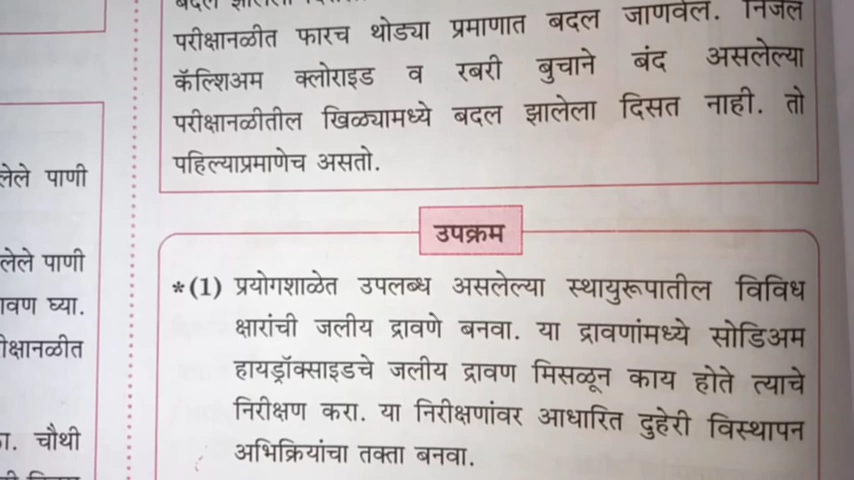 लेले पाणी
लेले पाणी
ावण घ्या.
ीक्षानळीत
ा. चौथी
परीक्षानळीत फारच थोड्या प्रमाणात बदल जाणवेल. निर्जल
कॅल्शिअम क्लोराइड व रबरी बुचाने बंद असलेल्या
परीक्षानळीतील खिळ्यामध्ये बदल झालेला दिसत नाही. तो
पहिल्याप्रमाणेच असतो.
उपक्रम
*(1) प्रयोगशाळेत उपलब्ध असलेल्या स्थायुरूपातील विविध
क्षारांची जलीय द्रावणे बनवा. या द्रावणांमध्ये सोडिअम
हायड्रॉक्साइडचे जलीय द्रावण मिसळून काय होते त्याचे
निरीक्षण करा. या निरीक्षणांवर आधारित दुहेरी विस्थापन
अभिक्रियांचा तक्ता बनवा.